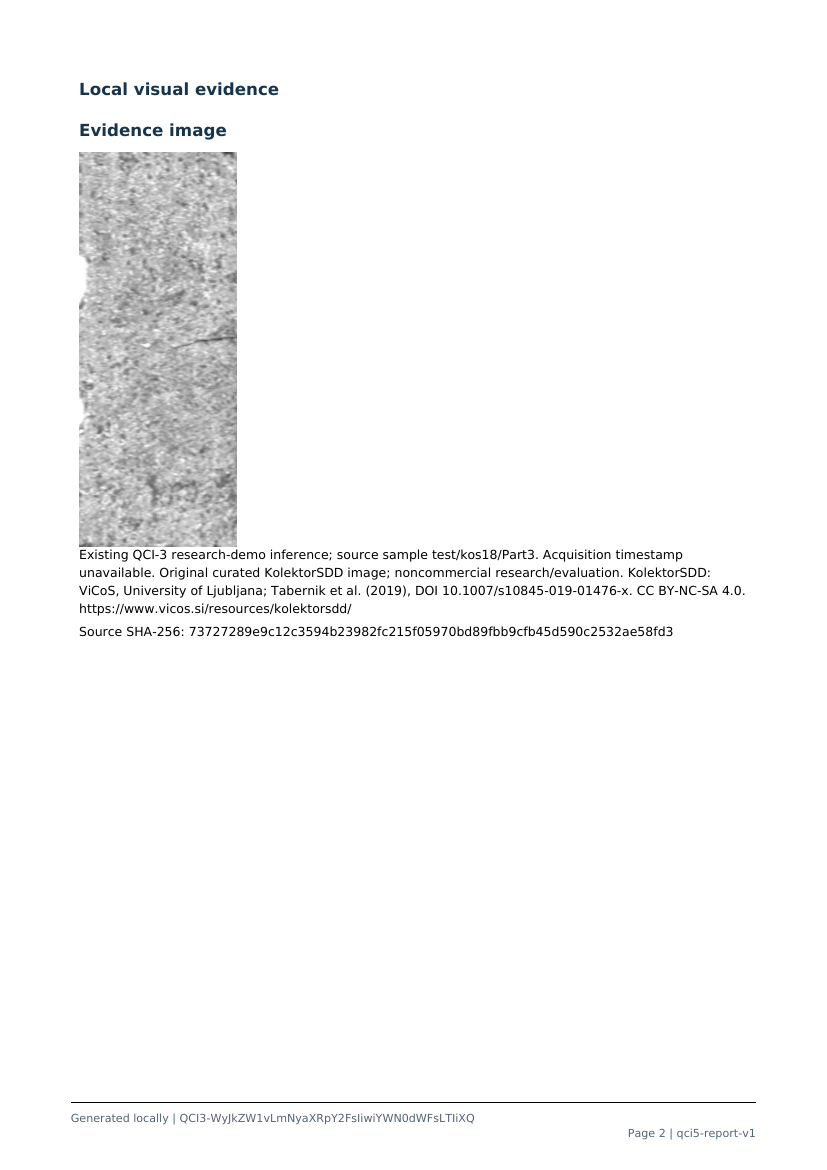 Local visual evidence
Evidence image
Existing QCI-3 research-demo inference; source sample test/kos18/Part3. Acquisition timestamp
unavailable. Original curated KolektorSDD image; noncommercial research/evaluation. KolektorSDD:
ViCoS, University of Ljubljana; Tabernik et al. (2019), DOI 10.1007/s10845-019-01476-x. CC BY-NC-SA 4.0.
https://www.vicos.si/resources/kolektorsdd/
Source SHA-256: 73727289e9c12c3594b23982fc215f05970bd89fbb9cfb45d590c2532ae58fd3
Generated locally | QCI3-WyJkZW1vLmNyaXRpY2FsIiwiYWN0dWFsLTIiXQ
Page 2 | qci5-report-v1